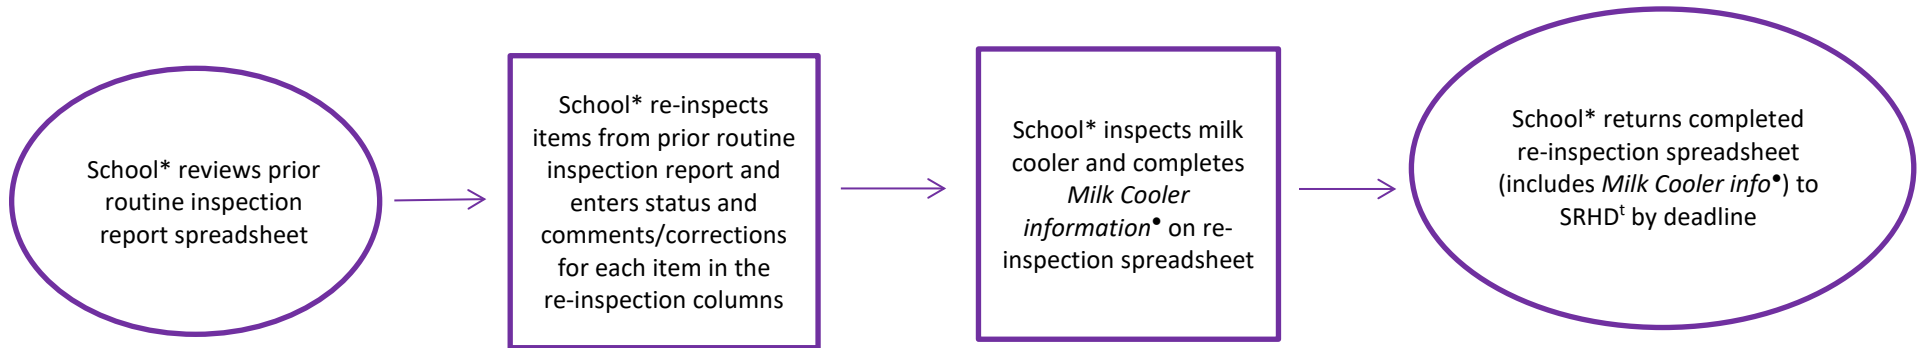 School* reviews prior
routine inspection
report spreadsheet
School* re-inspects
items from prior routine
inspection report and
enters status and
comments/corrections
for each item in the
re-inspection columns
School* inspects milk
cooler and completes
Milk Cooler
information● on re-
inspection spreadsheet
School* returns completed
re-inspection spreadsheet
(includes Milk Cooler info●) to
SRHDᵗ by deadline